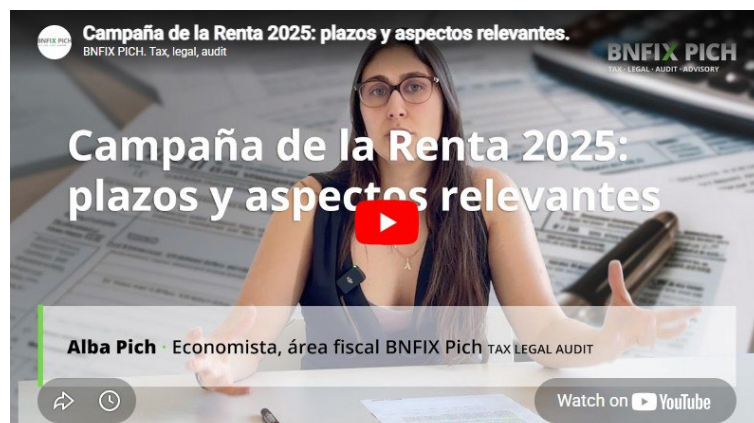 Campaña de la Renta 2025: plazos y aspectos relevantes.
BNFIX PICH. Tax, legal, audit
BNFIX PICH
BNFIX PICH
TAX · LEGAL · AUDIT · ADVISORY
Campaña de la Renta 2025:
plazos y aspectos relevantes
Alba Pich · Economista, área fiscal BNFIX Pich TAX LEGAL AUDIT
Watch on YouTube